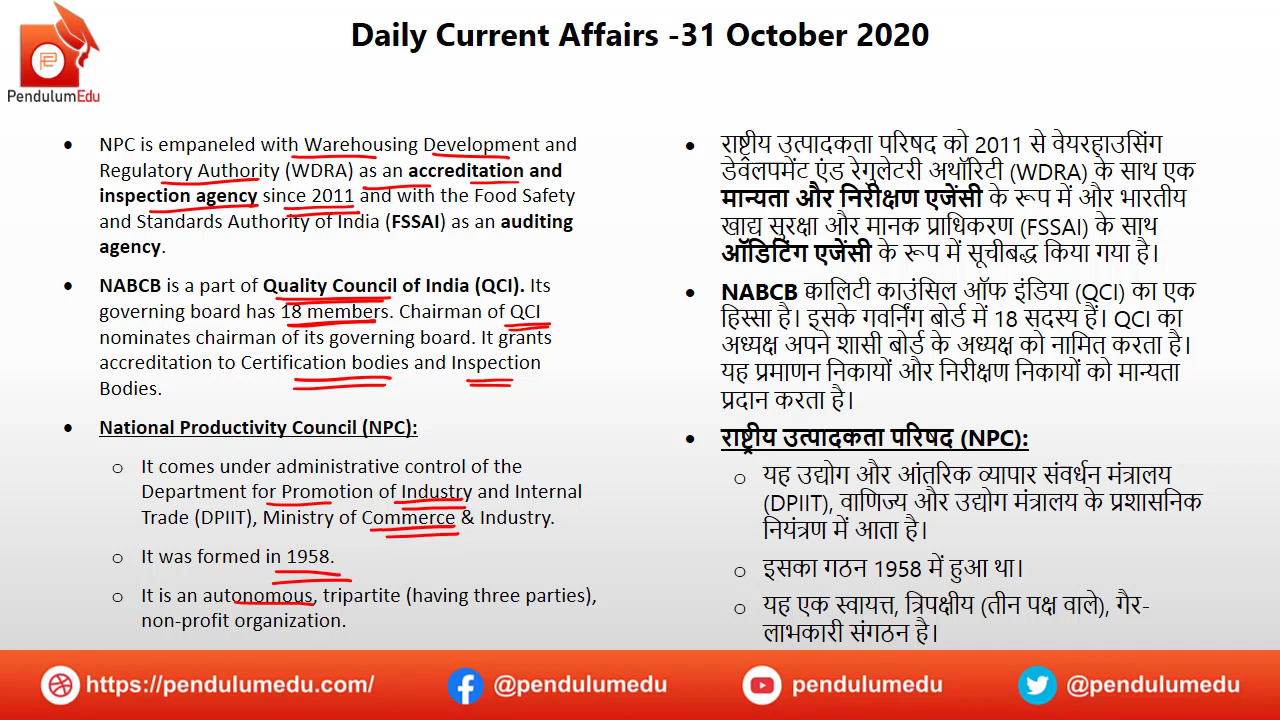 Daily Current Affairs -31 October 2020
PendulumEdu
• NPC is empaneled with Warehousing Development and
Regulatory Authority (WDRA) as an accreditation and
inspection agency since 2011 and with the Food Safety
and Standards Authority of India (FSSAI) as an auditing
agency.
• NABCB is a part of Quality Council of India (QCI). Its
governing board has 18 members. Chairman of QCI
nominates chairman of its governing board. It grants
accreditation to Certification bodies and Inspection
Bodies.
• National Productivity Council (NPC):
o It comes under administrative control of the
Department for Promotion of Industry and Internal
Trade (DPIIT), Ministry of Commerce & Industry.
o It was formed in 1958.
o It is an autonomous, tripartite (having three parties),
non-profit organization.
• राष्ट्रीय उत्पादकता परिषद को 2011 से वेयरहाउसिंग
डेवलपमेंट एंड रेगुलेटरी अथॉरिटी (WDRA) के साथ एक
मान्यता और निरीक्षण एजेंसी के रूप में और भारतीय
खाद्य सुरक्षा और मानक प्राधिकरण (FSSAI) के साथ
ऑडिटिंग एजेंसी के रूप में सूचीबद्ध किया गया है।
• NABCB क्वालिटी काउंसिल ऑफ इंडिया (QCI) का एक
हिस्सा है। इसके गवर्निंग बोर्ड में 18 सदस्य हैं। QCI का
अध्यक्ष अपने शासी बोर्ड के अध्यक्ष को नामित करता है।
यह प्रमाणन निकायों और निरीक्षण निकायों को मान्यता
प्रदान करता है।
• राष्ट्रीय उत्पादकता परिषद (NPC):
o यह उद्योग और आंतरिक व्यापार संवर्धन मंत्रालय
(DPIIT), वाणिज्य और उद्योग मंत्रालय के प्रशासनिक
नियंत्रण में आता है।
o इसका गठन 1958 में हुआ था।
o यह एक स्वायत्त, त्रिपक्षीय (तीन पक्ष वाले), गैर-
लाभकारी संगठन है।
https://pendulumedu.com/ @pendulumedu pendulumedu @pendulumedu